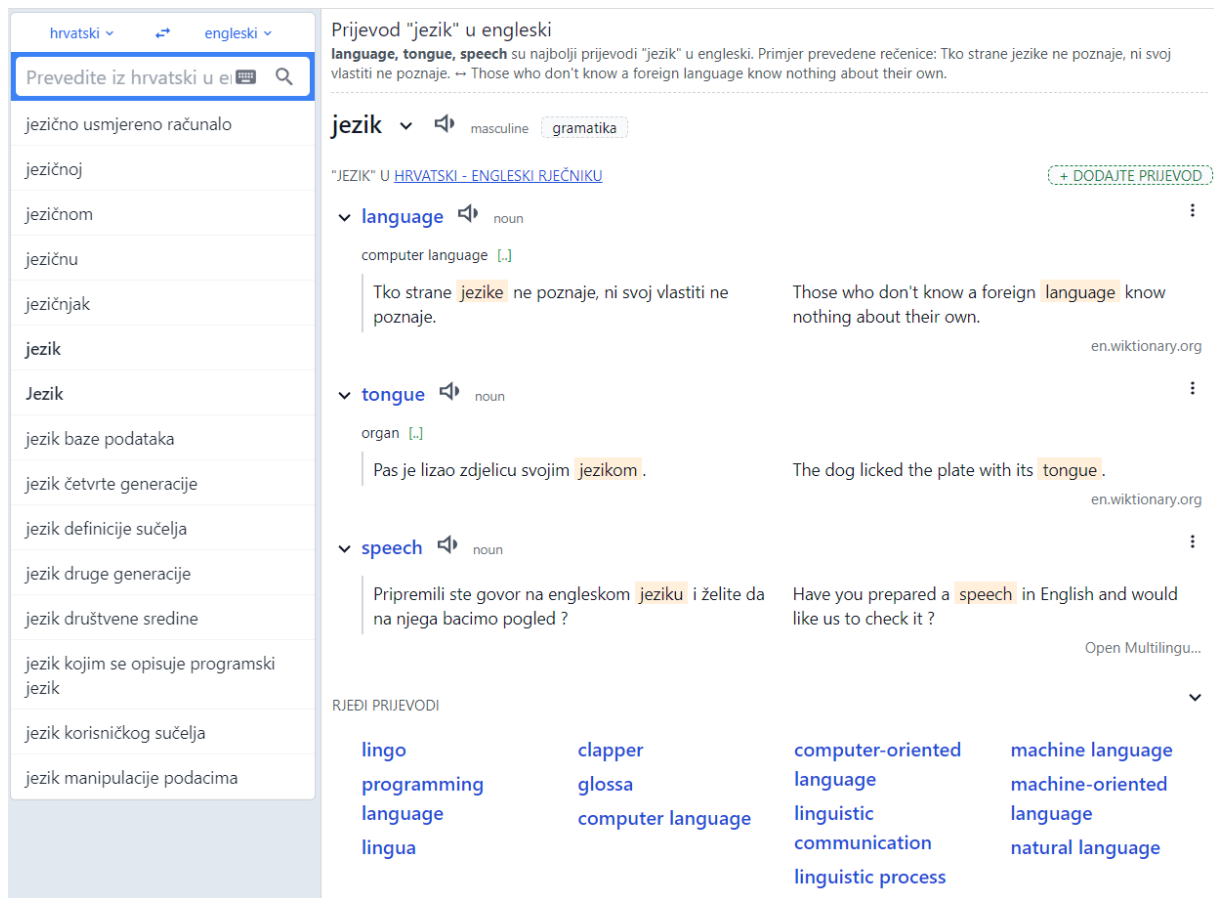 hrvatski engleski
Prevedite iz hrvatski u e
jezično usmjereno računalo
jezičnoj
jezičnom
jezičnu
jezičnjak
jezik
Jezik
jezik baze podataka
jezik četvrte generacije
jezik definicije sučelja
jezik druge generacije
jezik društvene sredine
jezik kojim se opisuje programski
jezik
jezik korisničkog sučelja
jezik manipulacije podacima
Prijevod "jezik" u engleski
language, tongue, speech su najbolji prijevodi "jezik" u engleski. Primjer prevedene rečenice: Tko strane jezike ne poznaje, ni svoj
vlastiti ne poznaje. ↔ Those who don't know a foreign language know nothing about their own.
jezik masculine gramatika
"JEZIK" U HRVATSKI - ENGLESKI RJEČNIKU + DODAJTE PRIJEVOD
language noun
computer language [..]
Tko strane jezike ne poznaje, ni svoj vlastiti ne
poznaje.
Those who don't know a foreign language know
nothing about their own.
en.wiktionary.org
tongue noun
organ [..]
Pas je lizao zdjelicu svojim jezikom .
The dog licked the plate with its tongue .
en.wiktionary.org
speech noun
Pripremili ste govor na engleskom jeziku i želite da
na njega bacimo pogled ?
Have you prepared a speech in English and would
like us to check it ?
Open Multilingu...
RJEĐI PRIJEVODI
lingo
programming
language
lingua
clapper
glossa
computer language
computer-oriented
language
linguistic
communication
linguistic process
machine language
machine-oriented
language
natural language